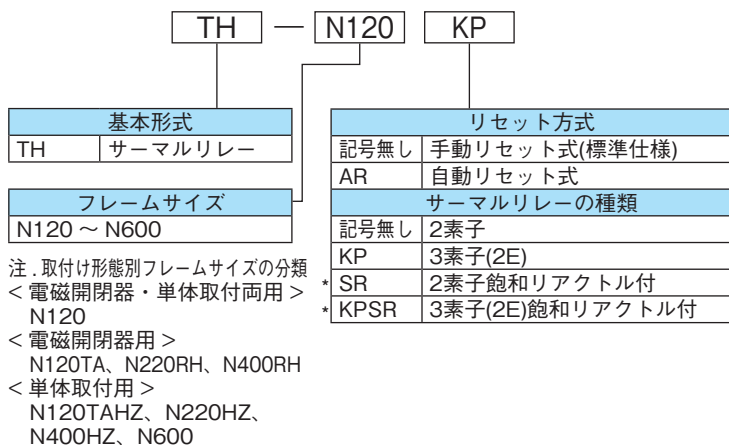 TH — N120 KP
基本形式
TH サーマルリレー
フレームサイズ
N120 ～ N600
注．取付け形態別フレームサイズの分類
＜電磁開閉器・単体取付両用＞
N120
＜電磁開閉器用＞
N120TA、N220RH、N400RH
＜単体取付用＞
N120TAHZ、N220HZ、
N400HZ、N600
リセット方式
記号無し 手動リセット式(標準仕様)
AR 自動リセット式
サーマルリレーの種類
記号無し 2素子
KP 3素子(2E)
* SR 2素子飽和リアクトル付
* KPSR 3素子(2E)飽和リアクトル付